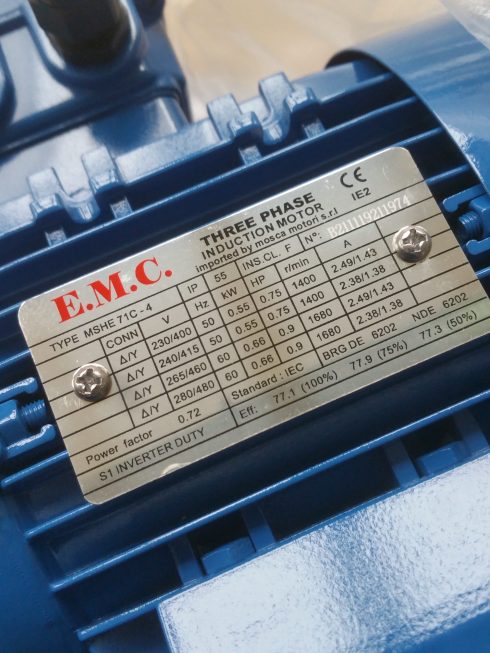 E.M.C.
THREE PHASE
INDUCTION MOTOR
imported by mosca motori s.r.l
CE
IE2
TYPE MSHE 71C - 4 IP 55 INS.CL. F Nº: R211119211974
CONN V Hz kW HP r/min A
Δ/Y 230/400 50 0.55 0.75 1400 2.49/1.43
Δ/Y 240/415 50 0.55 0.75 1400 2.38/1.38
Δ/Y 265/460 60 0.66 0.9 1680 2.49/1.43
Δ/Y 280/480 60 0.66 0.9 1680 2.38/1.38
Power factor 0.72 Standard : IEC BRG DE 6202 NDE 6202
S1 INVERTER DUTY Eff: 77.1 (100%) 77.9 (75%) 77.3 (50%)